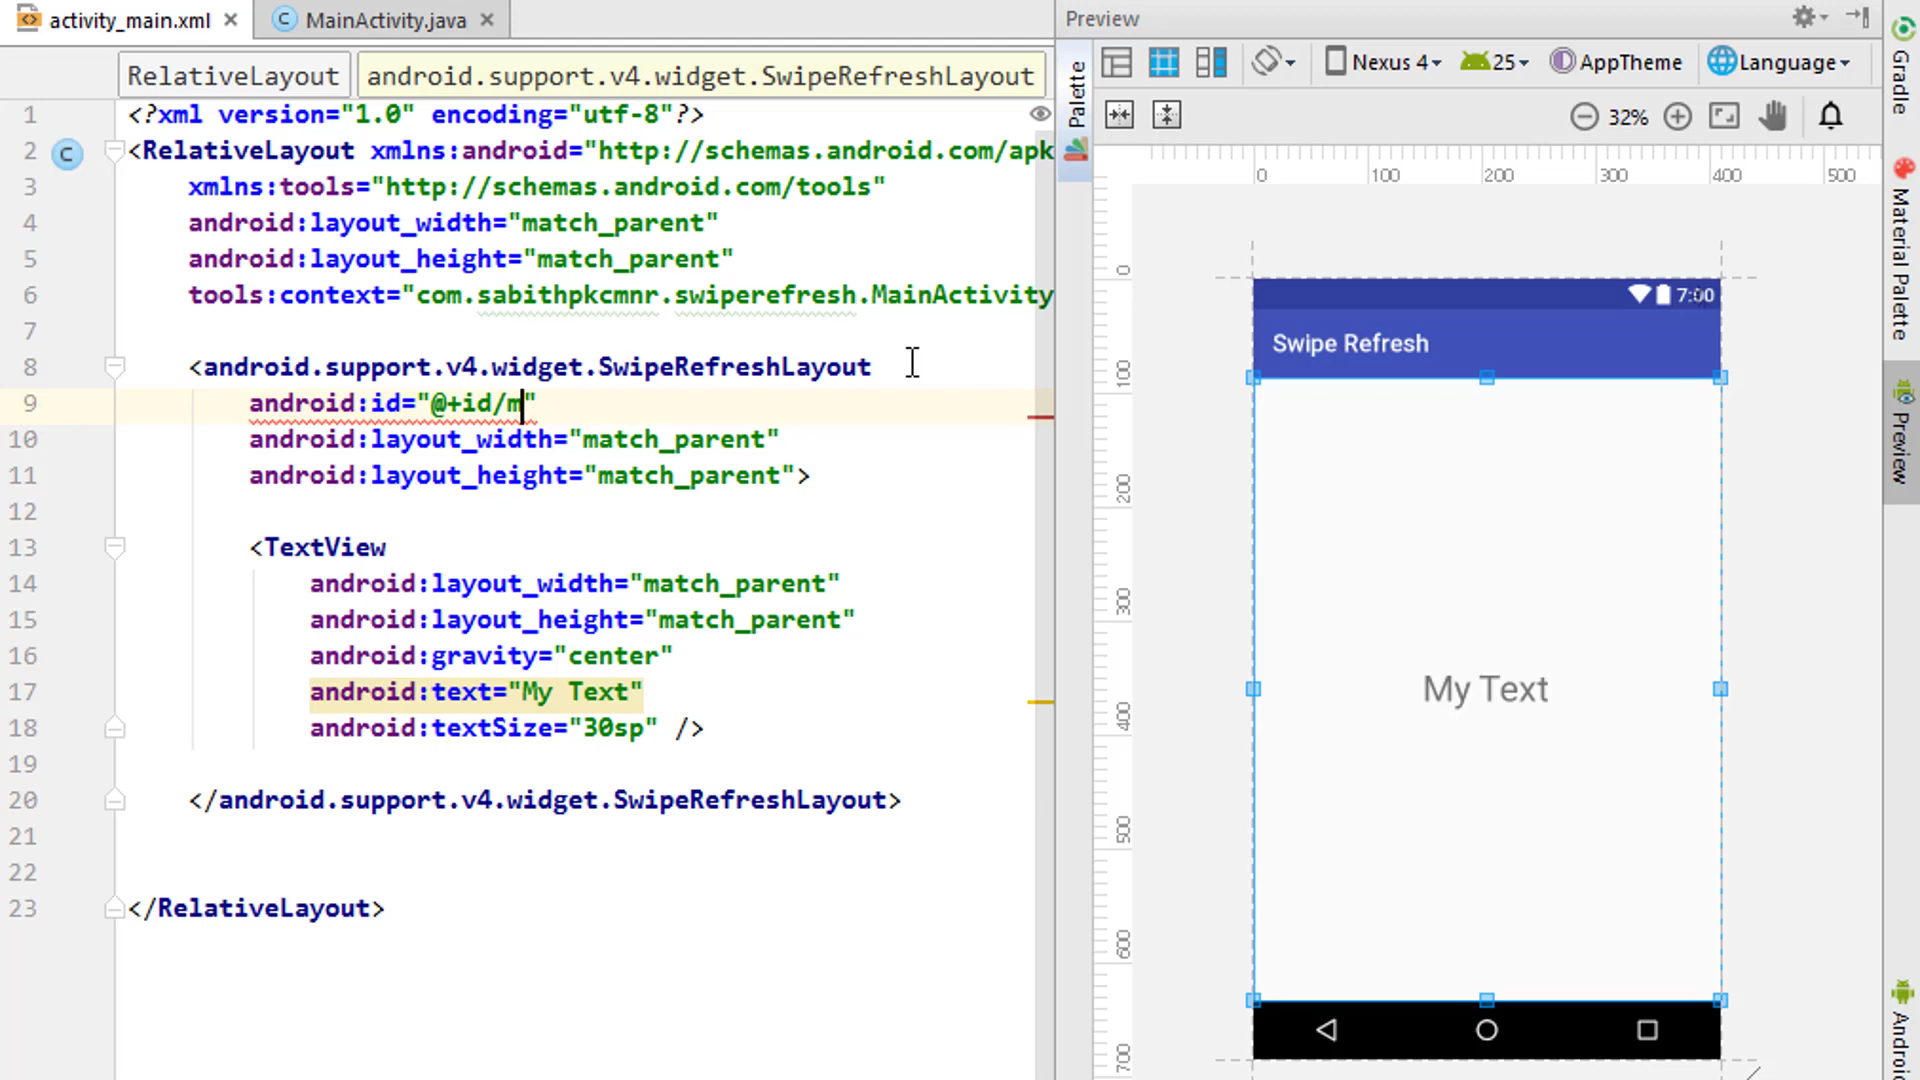 activity_main.xml
MainActivity.java
Preview
RelativeLayout
android.support.v4.widget.SwipeRefreshLayout
Palette
Nexus 4
25
AppTheme
Language
32%
1 <?xml version="1.0" encoding="utf-8"?>
2 <RelativeLayout xmlns:android="http://schemas.android.com/apk
3 xmlns:tools="http://schemas.android.com/tools"
4 android:layout_width="match_parent"
5 android:layout_height="match_parent"
6 tools:context="com.sabithpkcmnr.swiperefresh.MainActivity
7
8 <android.support.v4.widget.SwipeRefreshLayout
9 android:id="@+id/m"
10 android:layout_width="match_parent"
11 android:layout_height="match_parent">
12
13 <TextView
14 android:layout_width="match_parent"
15 android:layout_height="match_parent"
16 android:gravity="center"
17 android:text="My Text"
18 android:textSize="30sp" />
19
20 </android.support.v4.widget.SwipeRefreshLayout>
21
22
23 </RelativeLayout>
0 100 200 300 400 500
0
100
200
300
400
500
600
700
7:00
Swipe Refresh
My Text
Gradle
Material Palette
Preview